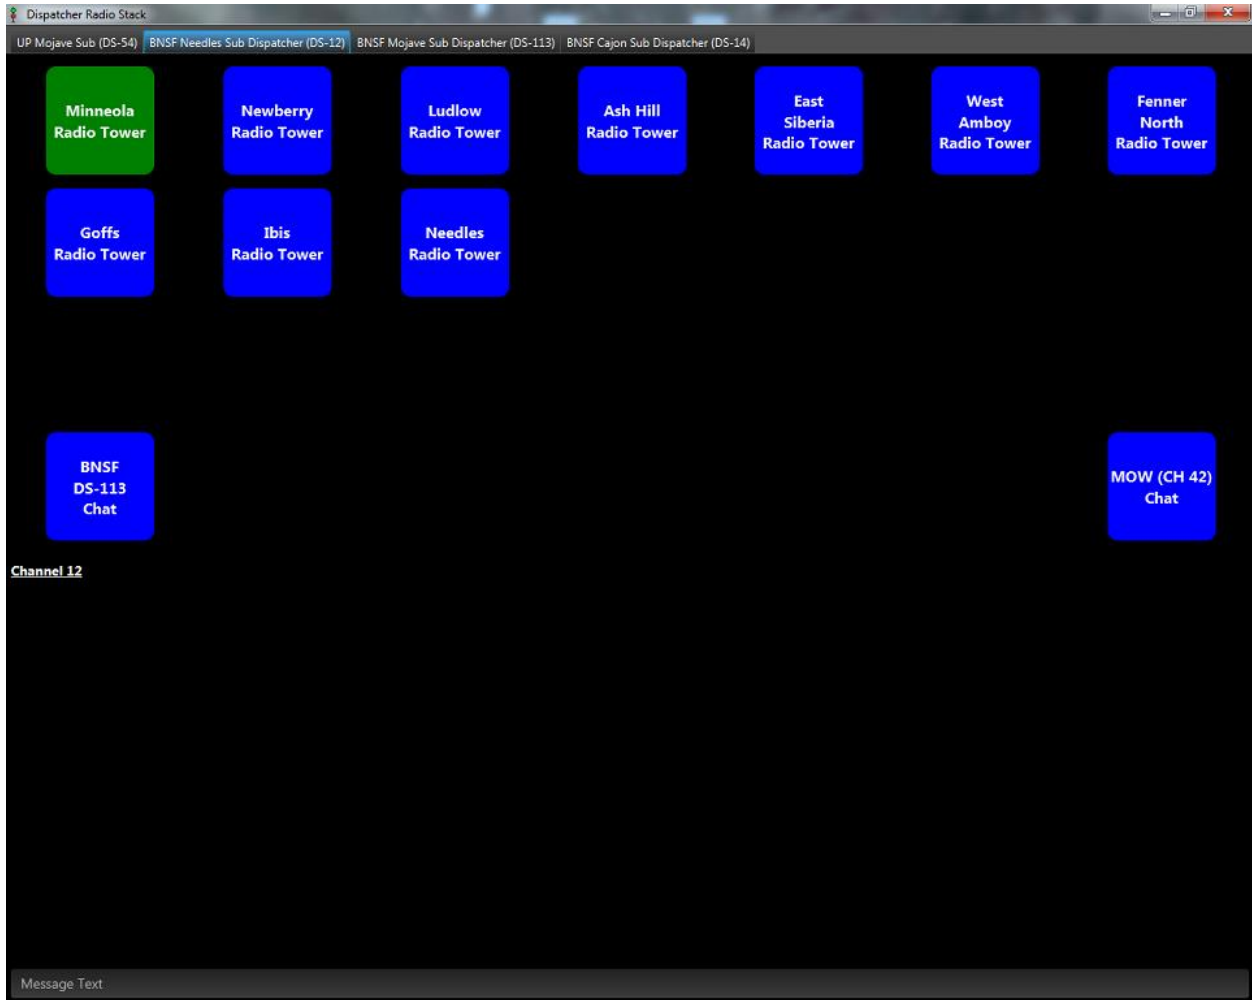 Dispatcher Radio Stack
UP Mojave Sub (DS-54) BNSF Needles Sub Dispatcher (DS-12) BNSF Mojave Sub Dispatcher (DS-113) BNSF Cajon Sub Dispatcher (DS-14)
Minneola
Radio Tower
Newberry
Radio Tower
Ludlow
Radio Tower
Ash Hill
Radio Tower
East
Siberia
Radio Tower
West
Amboy
Radio Tower
Fenner
North
Radio Tower
Goffs
Radio Tower
Ibis
Radio Tower
Needles
Radio Tower
BNSF
DS-113
Chat
MOW (CH 42)
Chat
Channel 12
Message Text